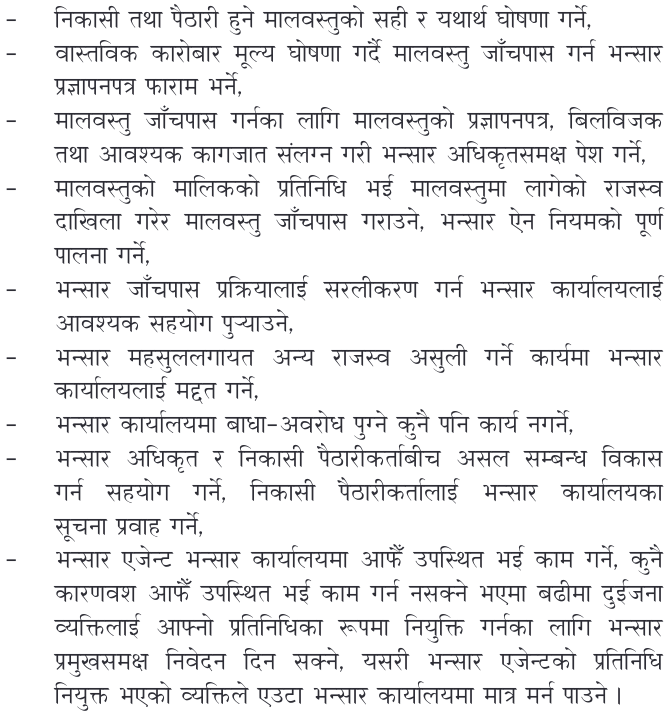 – निकासी तथा पैठारी हुने मालवस्तुको सही र यथार्थ घोषणा गर्ने,
– वास्तविक कारोबार मूल्य घोषणा गर्दै मालवस्तु जाँचपास गर्न भन्सार
प्रज्ञापनपत्र फाराम भर्ने,
– मालवस्तु जाँचपास गर्नका लागि मालवस्तुको प्रज्ञापनपत्र, बिलविजक
तथा आवश्यक कागजात संलग्न गरी भन्सार अधिकृतसमक्ष पेश गर्ने,
– मालवस्तुको मालिकको प्रतिनिधि भई मालवस्तुमा लागेको राजस्व
दाखिला गरेर मालवस्तु जाँचपास गराउने, भन्सार ऐन नियमको पूर्ण
पालना गर्ने,
– भन्सार जाँचपास प्रक्रियालाई सरलीकरण गर्न भन्सार कार्यालयलाई
आवश्यक सहयोग पुऱ्याउने,
– भन्सार महसुललगायत अन्य राजस्व असुली गर्ने कार्यमा भन्सार
कार्यालयलाई मद्दत गर्ने,
– भन्सार कार्यालयमा बाधा-अवरोध पुग्ने कुनै पनि कार्य नगर्ने,
– भन्सार अधिकृत र निकासी पैठारीकर्ताबीच असल सम्बन्ध विकास
गर्न सहयोग गर्ने, निकासी पैठारीकर्तालाई भन्सार कार्यालयका
सूचना प्रवाह गर्ने,
– भन्सार एजेन्ट भन्सार कार्यालयमा आफैँ उपस्थित भई काम गर्ने, कुनै
कारणवश आफैँ उपस्थित भई काम गर्न नसक्ने भएमा बढीमा दुईजना
व्यक्तिलाई आफ्नो प्रतिनिधिका रूपमा नियुक्ति गर्नका लागि भन्सार
प्रमुखसमक्ष निवेदन दिन सक्ने, यसरी भन्सार एजेन्टको प्रतिनिधि
नियुक्त भएको व्यक्तिले एउटा भन्सार कार्यालयमा मात्र मर्न पाउने ।